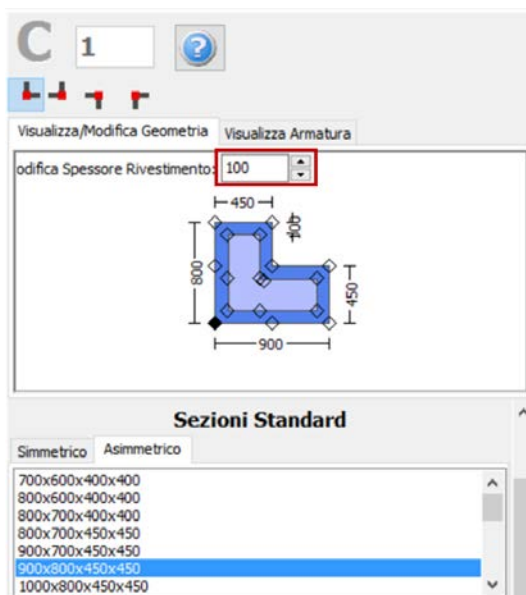 C 1
Visualizza/Modifica Geometria Visualizza Armatura
odifica Spessore Rivestimento: 100
450
100
800
450
900
Sezioni Standard
Simmetrico Asimmetrico
700x600x400x400
800x600x400x400
800x700x400x400
800x700x450x450
900x700x450x450
900x800x450x450
1000x800x450x450